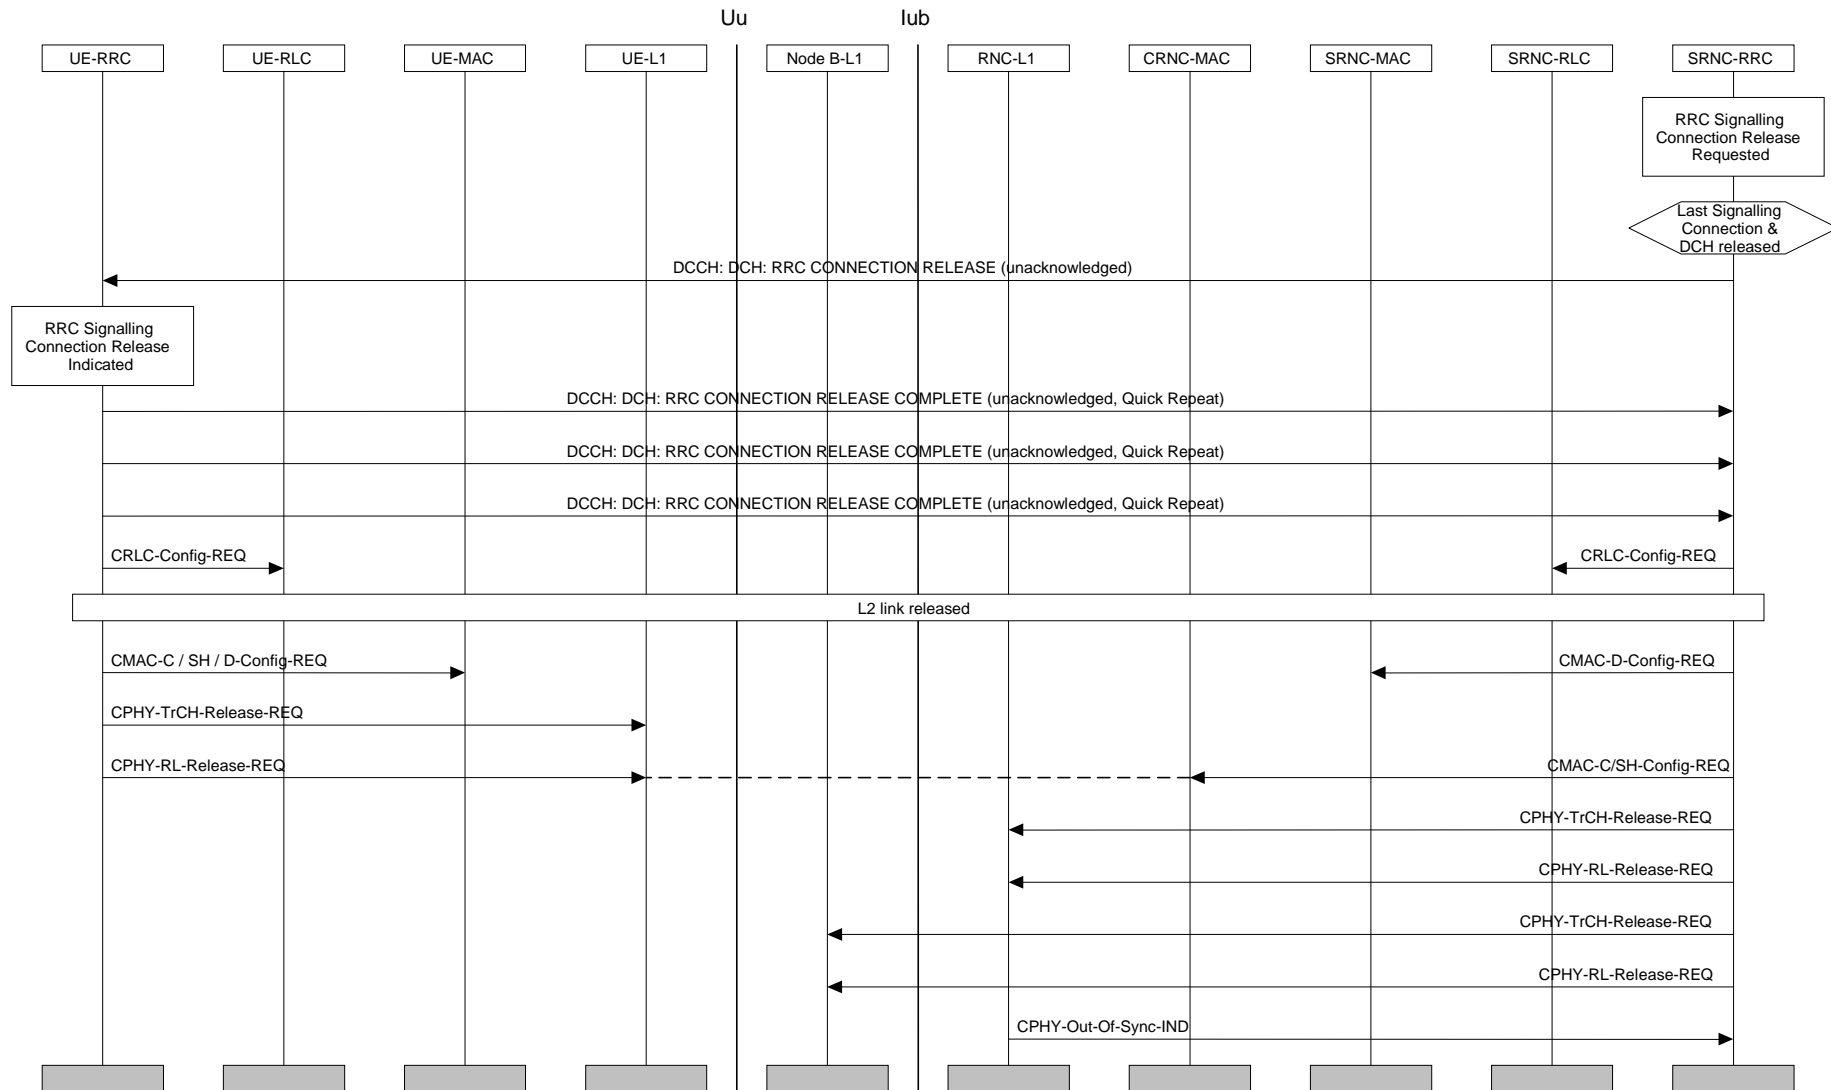 Uu
Iub
UE-RRC
UE-RLC
UE-MAC
UE-L1
Node B-L1
RNC-L1
CRNC-MAC
SRNC-MAC
SRNC-RLC
SRNC-RRC
RRC Signalling
Connection Release
Requested
Last Signalling
Connection &
DCH released
DCCH: DCH: RRC CONNECTION RELEASE (unacknowledged)
RRC Signalling
Connection Release
Indicated
DCCH: DCH: RRC CONNECTION RELEASE COMPLETE (unacknowledged, Quick Repeat)
DCCH: DCH: RRC CONNECTION RELEASE COMPLETE (unacknowledged, Quick Repeat)
DCCH: DCH: RRC CONNECTION RELEASE COMPLETE (unacknowledged, Quick Repeat)
CRLC-Config-REQ
CRLC-Config-REQ
L2 link released
CMAC-C / SH / D-Config-REQ
CMAC-D-Config-REQ
CPHY-TrCH-Release-REQ
CPHY-RL-Release-REQ
CMAC-C/SH-Config-REQ
CPHY-TrCH-Release-REQ
CPHY-RL-Release-REQ
CPHY-TrCH-Release-REQ
CPHY-RL-Release-REQ
CPHY-Out-Of-Sync-IND